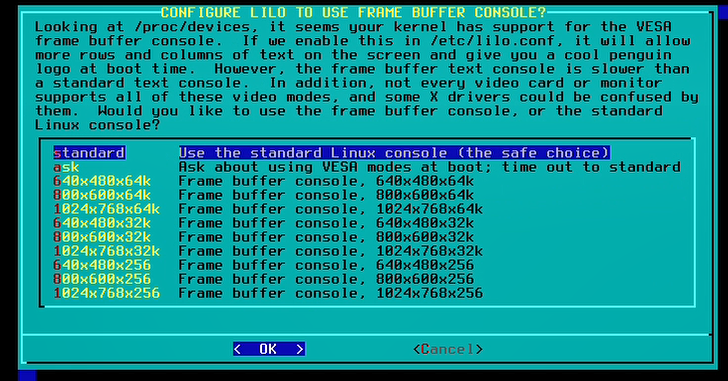 CONFIGURE LILO TO USE FRAME BUFFER CONSOLE?
Looking at /proc/devices, it seems your kernel has support for the VESA
frame buffer console.  If we enable this in /etc/lilo.conf, it will allow
more rows and columns of text on the screen and give you a cool penguin
logo at boot time.  However, the frame buffer text console is slower than
a standard text console.  In addition, not every video card or monitor
supports all of these video modes, and some X drivers could be confused by
them.  Would you like to use the frame buffer console, or the standard
Linux console?
standard Use the standard Linux console (the safe choice)
ask Ask about using VESA modes at boot; time out to standard
640x480x64k Frame buffer console, 640x480x64k
800x600x64k Frame buffer console, 800x600x64k
1024x768x64k Frame buffer console, 1024x768x64k
640x480x32k Frame buffer console, 640x480x32k
800x600x32k Frame buffer console, 800x600x32k
1024x768x32k Frame buffer console, 1024x768x32k
640x480x256 Frame buffer console, 640x480x256
800x600x256 Frame buffer console, 800x600x256
1024x768x256 Frame buffer console, 1024x768x256
<  OK  > <Cancel>